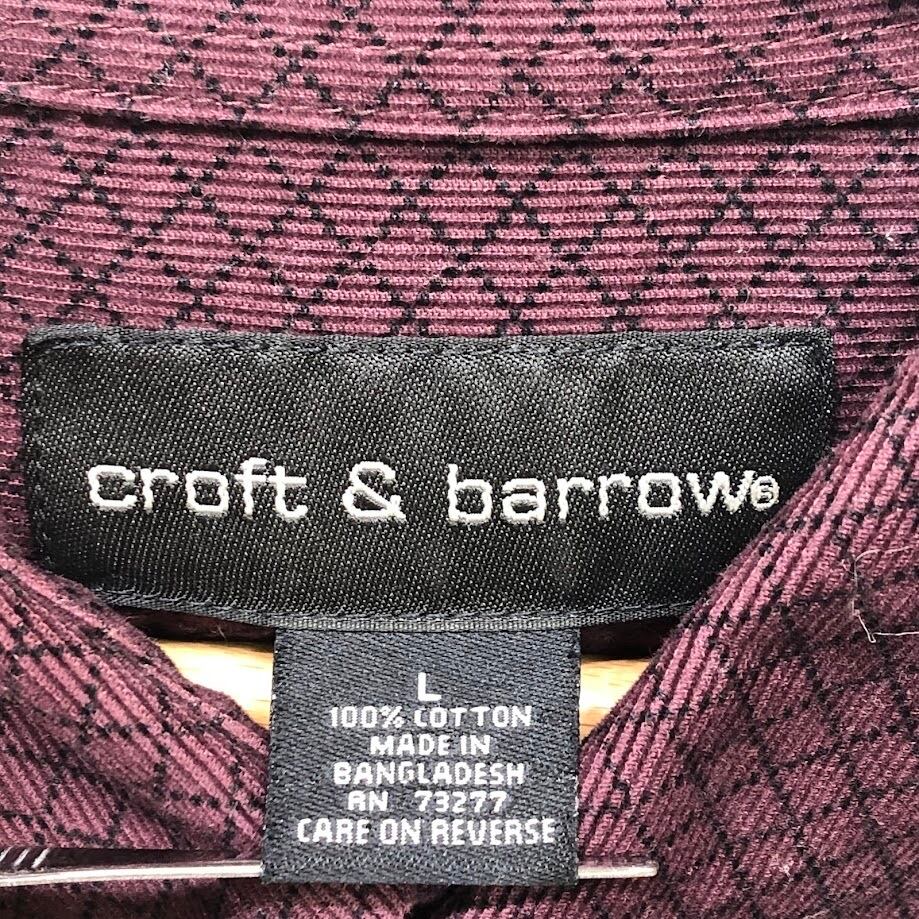 croft & barrow®
L
100% COTTON
MADE IN
BANGLADESH
RN 73277
CARE ON REVERSE